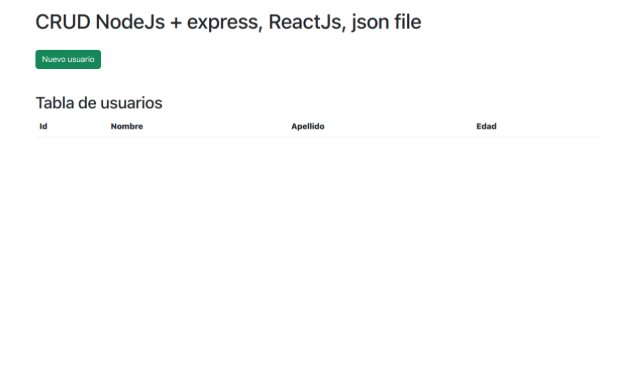 CRUD NodeJs + express, ReactJs, json file
Nuevo usuario
Tabla de usuarios
Id Nombre Apellido Edad